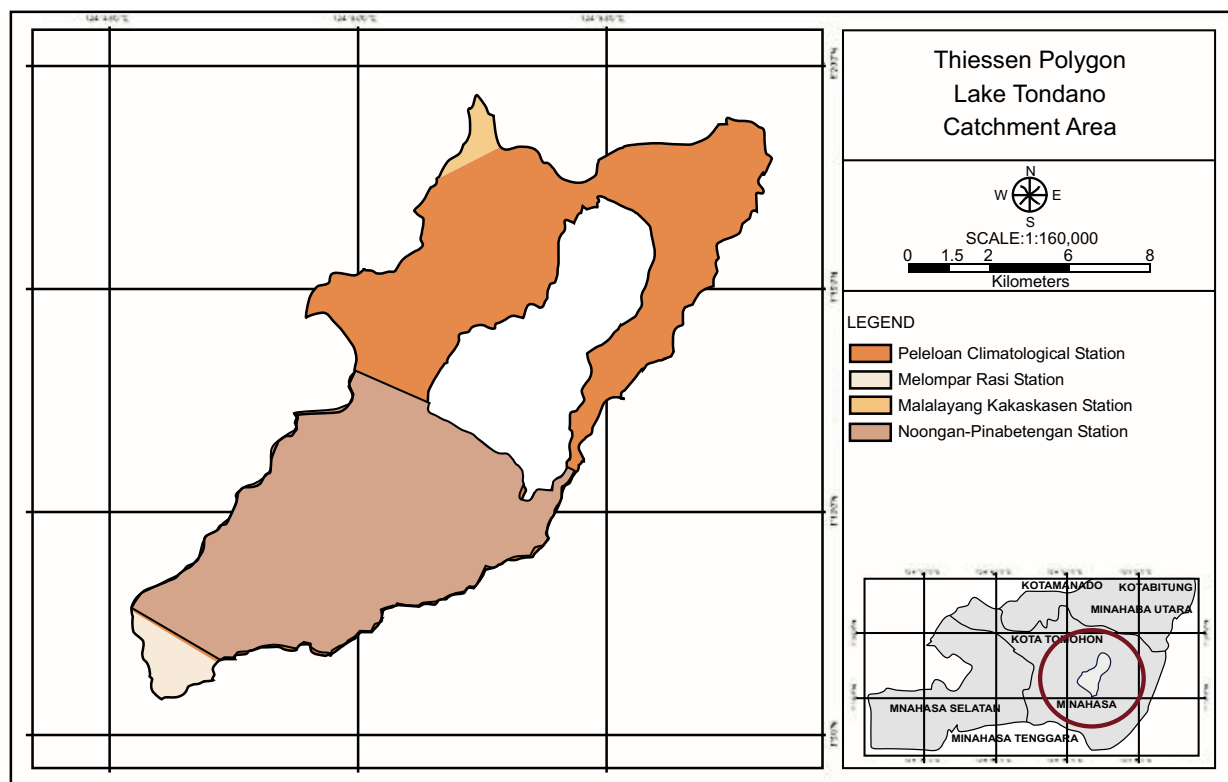 Thiessen Polygon
Lake Tondano
Catchment Area
N
W E
S
SCALE:1:160,000
0 1.5 2 6 8
Kilometers
LEGEND
Peleloan Climatological Station
Melompar Rasi Station
Malalayang Kakaskasen Station
Noongan-Pinabetengan Station
KOTAMANADO
KOTABITUNG
MINAHABA UTARA
KOTA TOMOHON
MNAHASA SELATAN
MINAHASA
MINAHASA TENGGARA